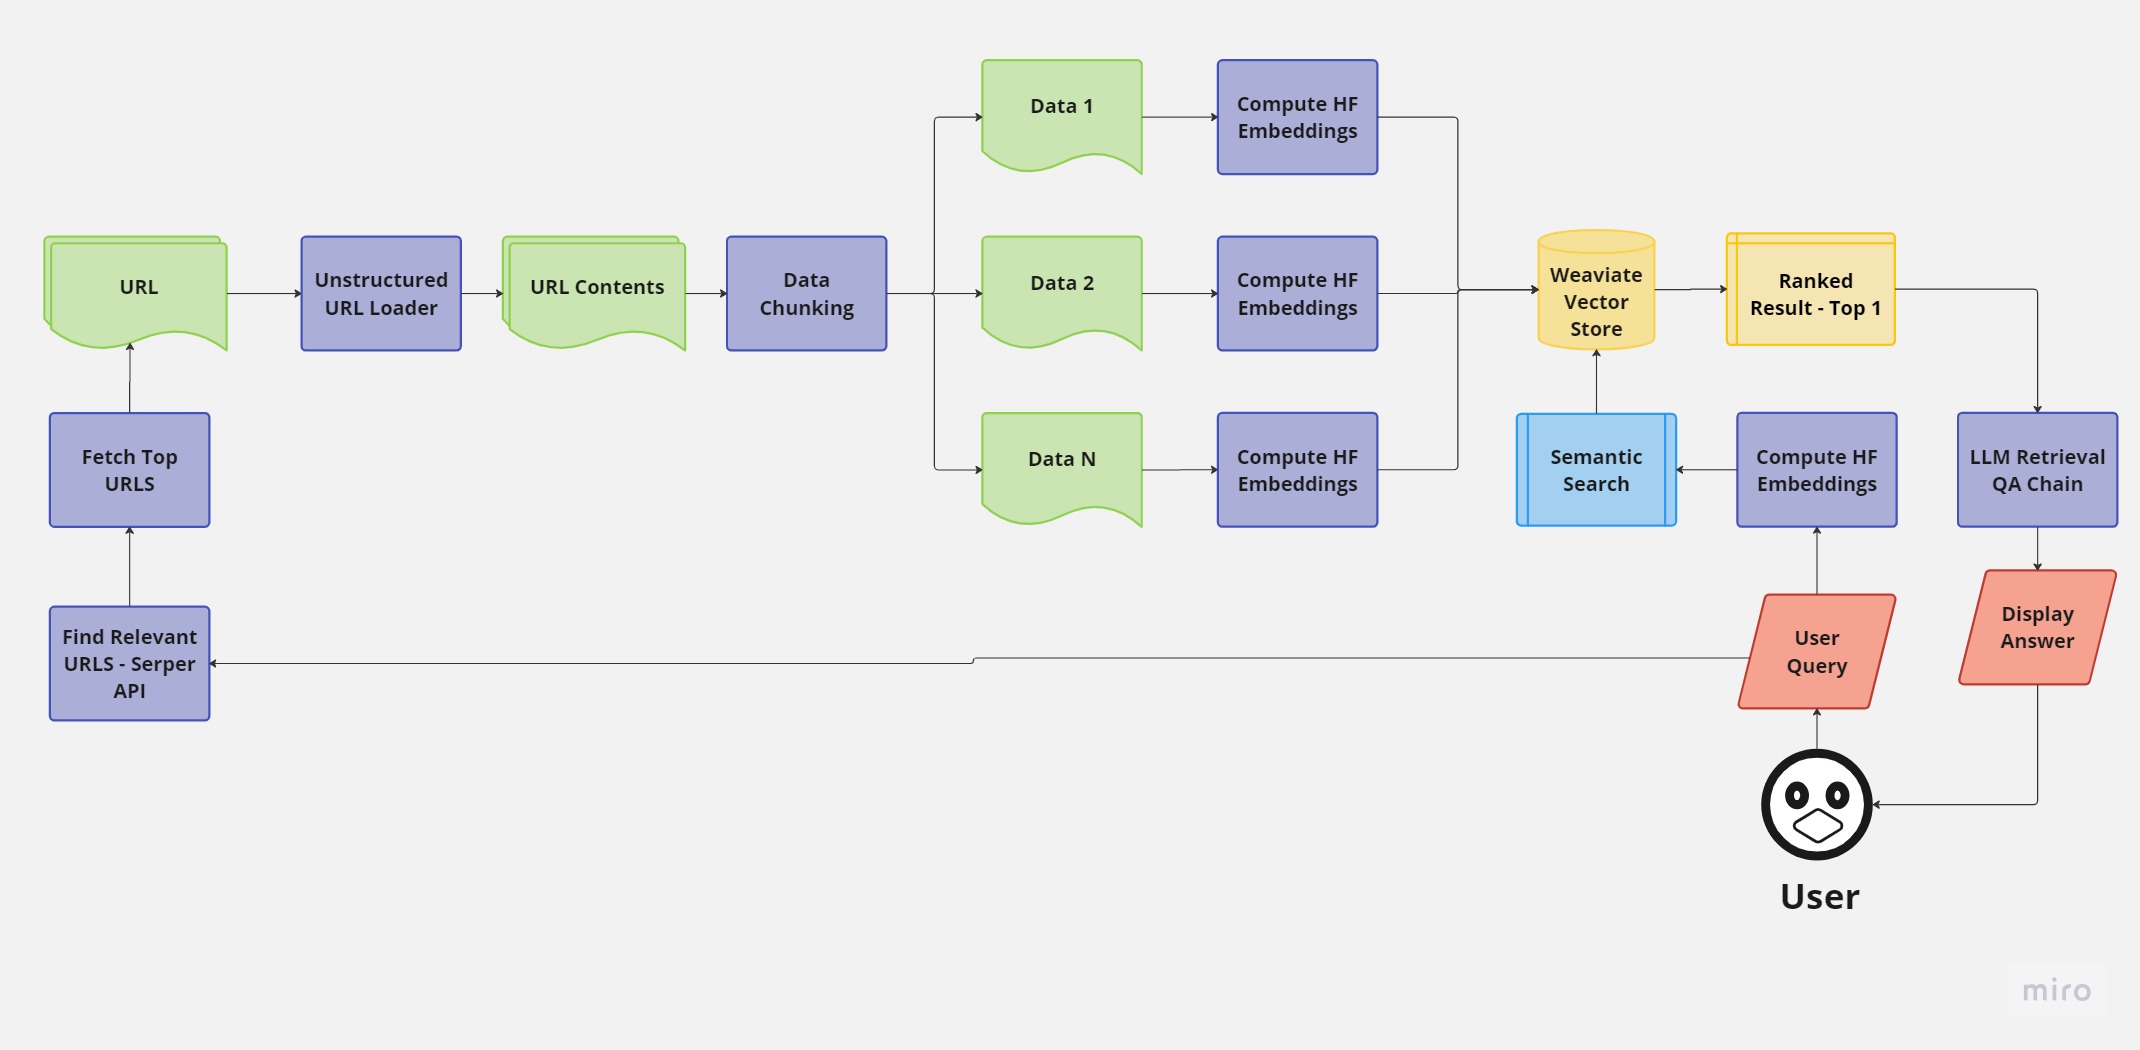 Data 1
Compute HF
Embeddings
URL
Unstructured
URL Loader
URL Contents
Data
Chunking
Data 2
Compute HF
Embeddings
Weaviate
Vector
Store
Ranked
Result - Top 1
Fetch Top
URLS
Data N
Compute HF
Embeddings
Semantic
Search
Compute HF
Embeddings
LLM Retrieval
QA Chain
Find Relevant
URLS - Serper
API
User
Query
Display
Answer
User
miro